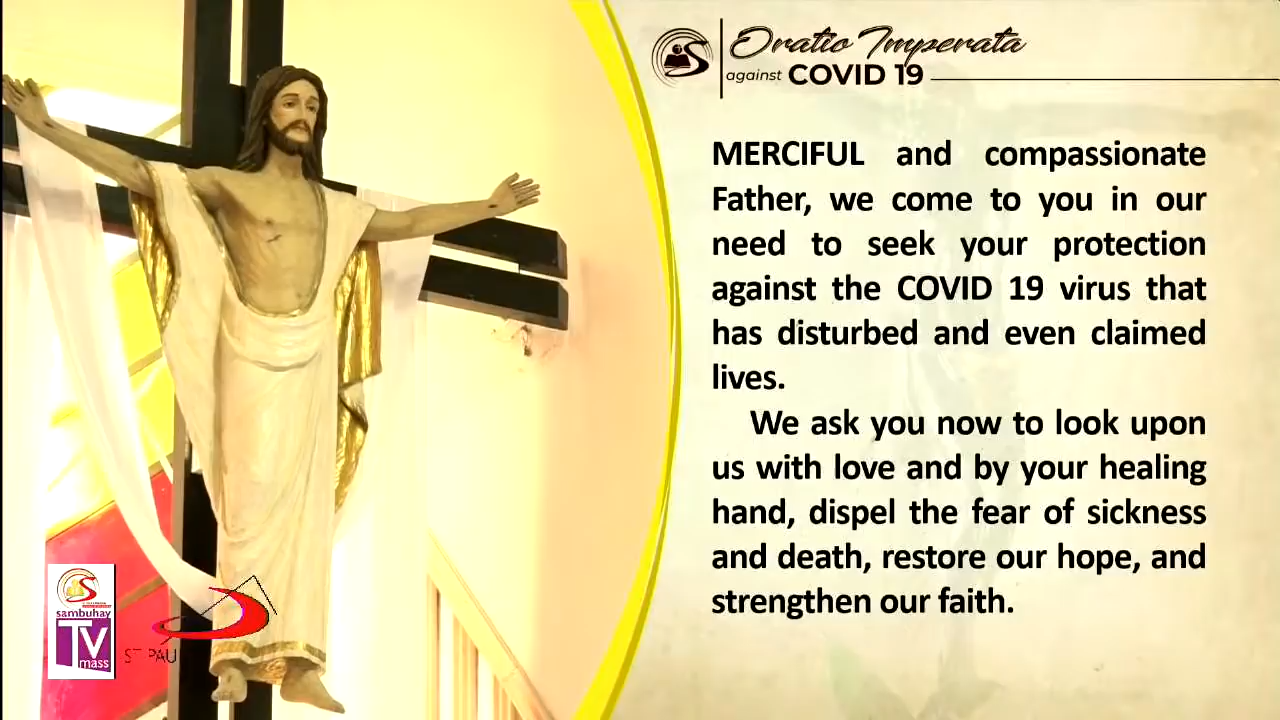 Oratio Imperata
against COVID 19
MERCIFUL and compassionate
Father, we come to you in our
need to seek your protection
against the COVID 19 virus that
has disturbed and even claimed
lives.
We ask you now to look upon
us with love and by your healing
hand, dispel the fear of sickness
and death, restore our hope, and
strengthen our faith.
sambuhay
TV
mass
ST PAU